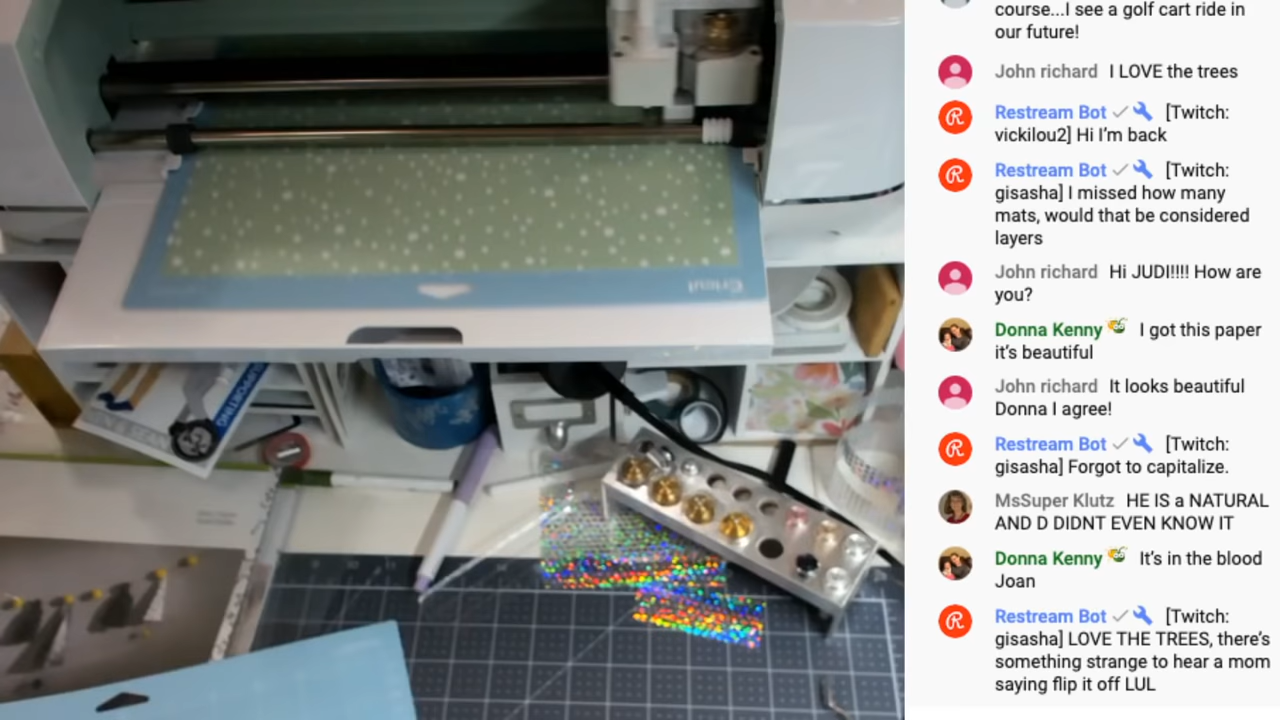 course...I see a golf cart ride in
our future!
John richard I LOVE the trees
Restream Bot [Twitch:
vickilou2] Hi I'm back
Restream Bot [Twitch:
gisasha] I missed how many
mats, would that be considered
layers
John richard Hi JUDI!!!! How are
you?
Donna Kenny I got this paper
it's beautiful
John richard It looks beautiful
Donna I agree!
Restream Bot [Twitch:
gisasha] Forgot to capitalize.
MsSuper Klutz HE IS a NATURAL
AND D DIDNT EVEN KNOW IT
Donna Kenny It's in the blood
Joan
Restream Bot [Twitch:
gisasha] LOVE THE TREES, there's
something strange to hear a mom
saying flip it off LUL
Cricut